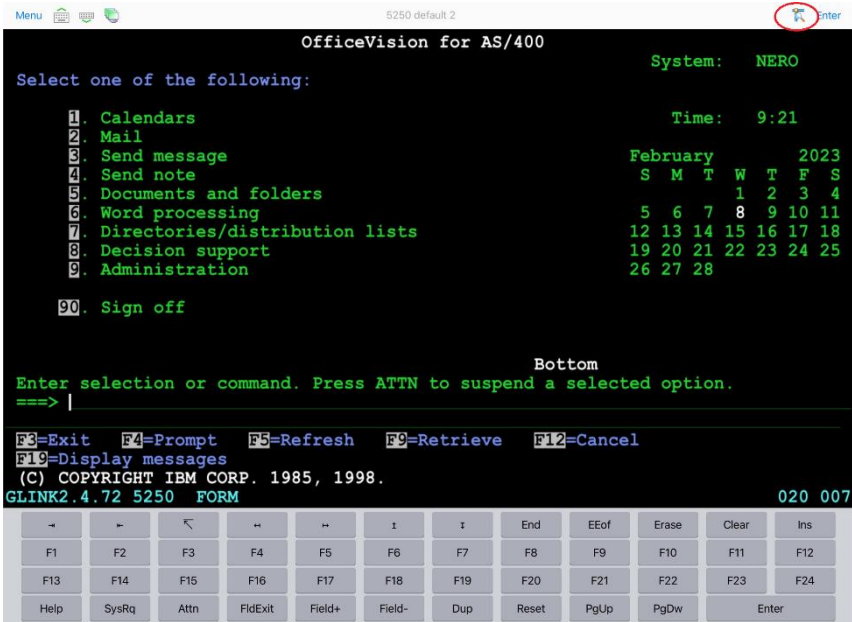 Menu 5250 default 2 Enter
OfficeVision for AS/400
System: NERO
Select one of the following:
1. Calendars Time: 9:21
2. Mail
3. Send message February 2023
4. Send note S M T W T F S
5. Documents and folders 1 2 3 4
6. Word processing 5 6 7 8 9 10 11
7. Directories/distribution lists 12 13 14 15 16 17 18
8. Decision support 19 20 21 22 23 24 25
9. Administration 26 27 28
90. Sign off
Bottom
Enter selection or command. Press ATTN to suspend a selected option.
===>
F3=Exit F4=Prompt F5=Refresh F9=Retrieve F12=Cancel
F19=Display messages
(C) COPYRIGHT IBM CORP. 1985, 1998.
GLINK2.4.72 5250 FORM 020 007
End EEof Erase Clear Ins
F1 F2 F3 F4 F5 F6 F7 F8 F9 F10 F11 F12
F13 F14 F15 F16 F17 F18 F19 F20 F21 F22 F23 F24
Help SysRq Attn FldExit Field+ Field- Dup Reset PgUp PgDw Enter